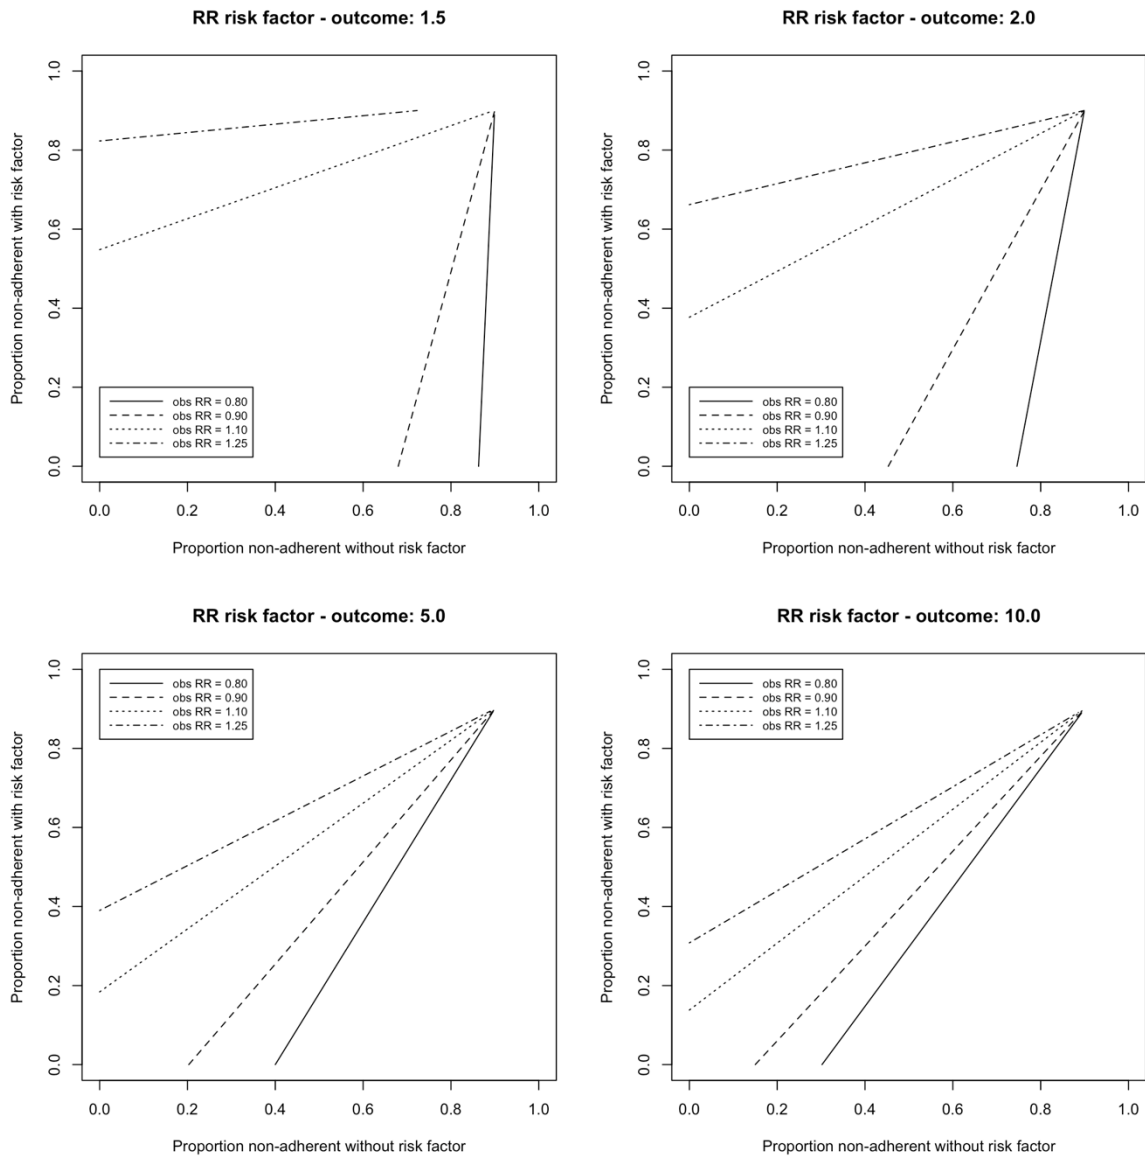 RR risk factor - outcome: 1.5
Proportion non-adherent with risk factor
1.0
0.8
0.6
0.4
0.2
0.0
obs RR = 0.80
obs RR = 0.90
obs RR = 1.10
obs RR = 1.25
0.0 0.2 0.4 0.6 0.8 1.0
Proportion non-adherent without risk factor
RR risk factor - outcome: 2.0
Proportion non-adherent with risk factor
1.0
0.8
0.6
0.4
0.2
0.0
obs RR = 0.80
obs RR = 0.90
obs RR = 1.10
obs RR = 1.25
0.0 0.2 0.4 0.6 0.8 1.0
Proportion non-adherent without risk factor
RR risk factor - outcome: 5.0
Proportion non-adherent with risk factor
1.0
0.8
0.6
0.4
0.2
0.0
obs RR = 0.80
obs RR = 0.90
obs RR = 1.10
obs RR = 1.25
0.0 0.2 0.4 0.6 0.8 1.0
Proportion non-adherent without risk factor
RR risk factor - outcome: 10.0
Proportion non-adherent with risk factor
1.0
0.8
0.6
0.4
0.2
0.0
obs RR = 0.80
obs RR = 0.90
obs RR = 1.10
obs RR = 1.25
0.0 0.2 0.4 0.6 0.8 1.0
Proportion non-adherent without risk factor